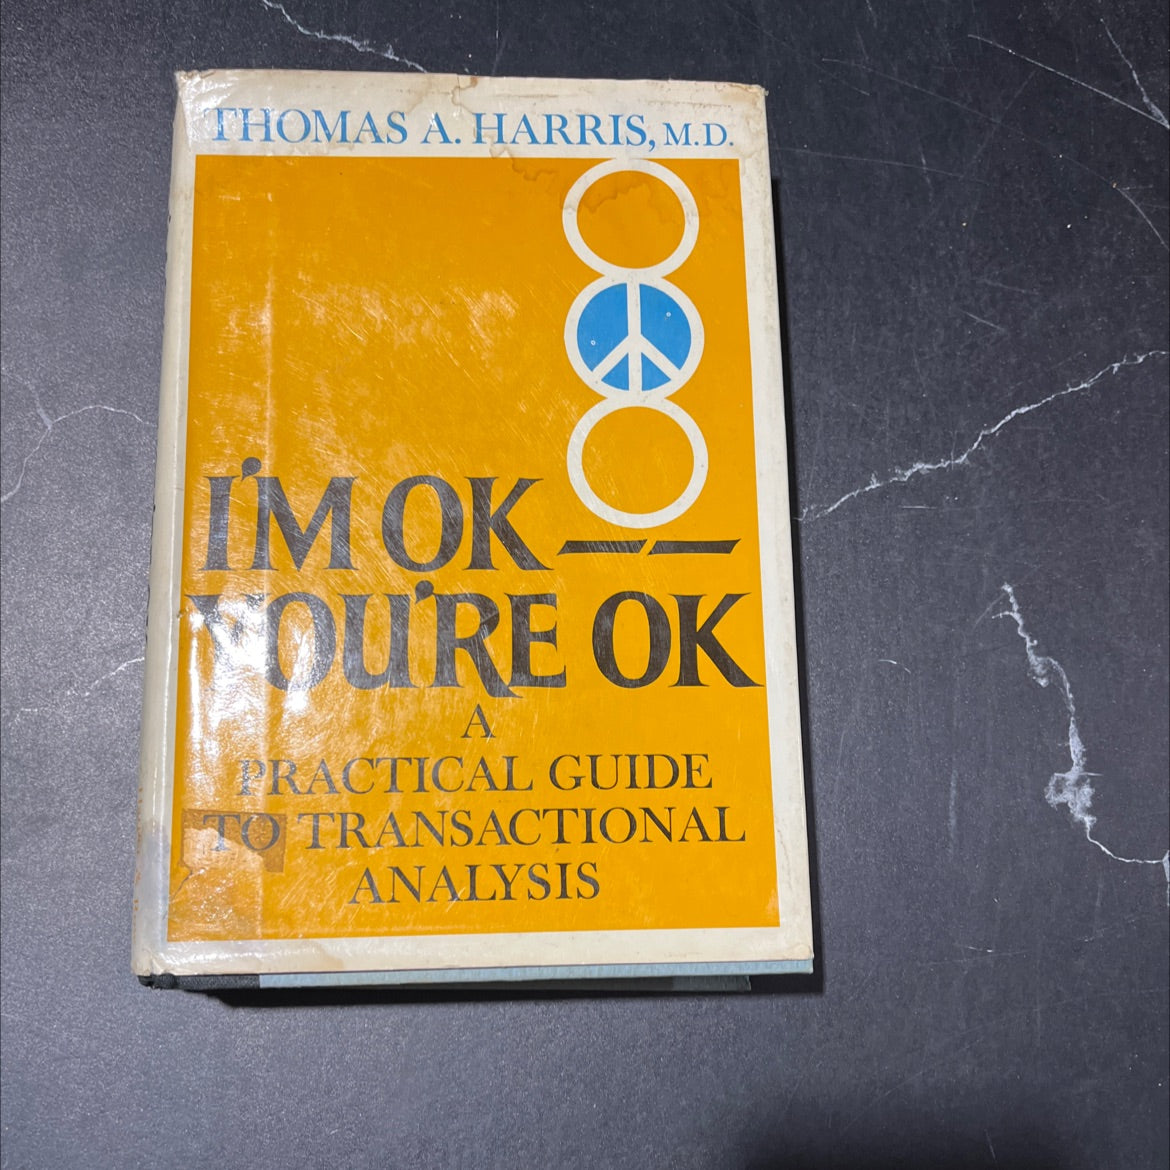 THOMAS A. HARRIS, M.D.
I'M OK——
YOU'RE OK
A
PRACTICAL GUIDE
TO TRANSACTIONAL
ANALYSIS